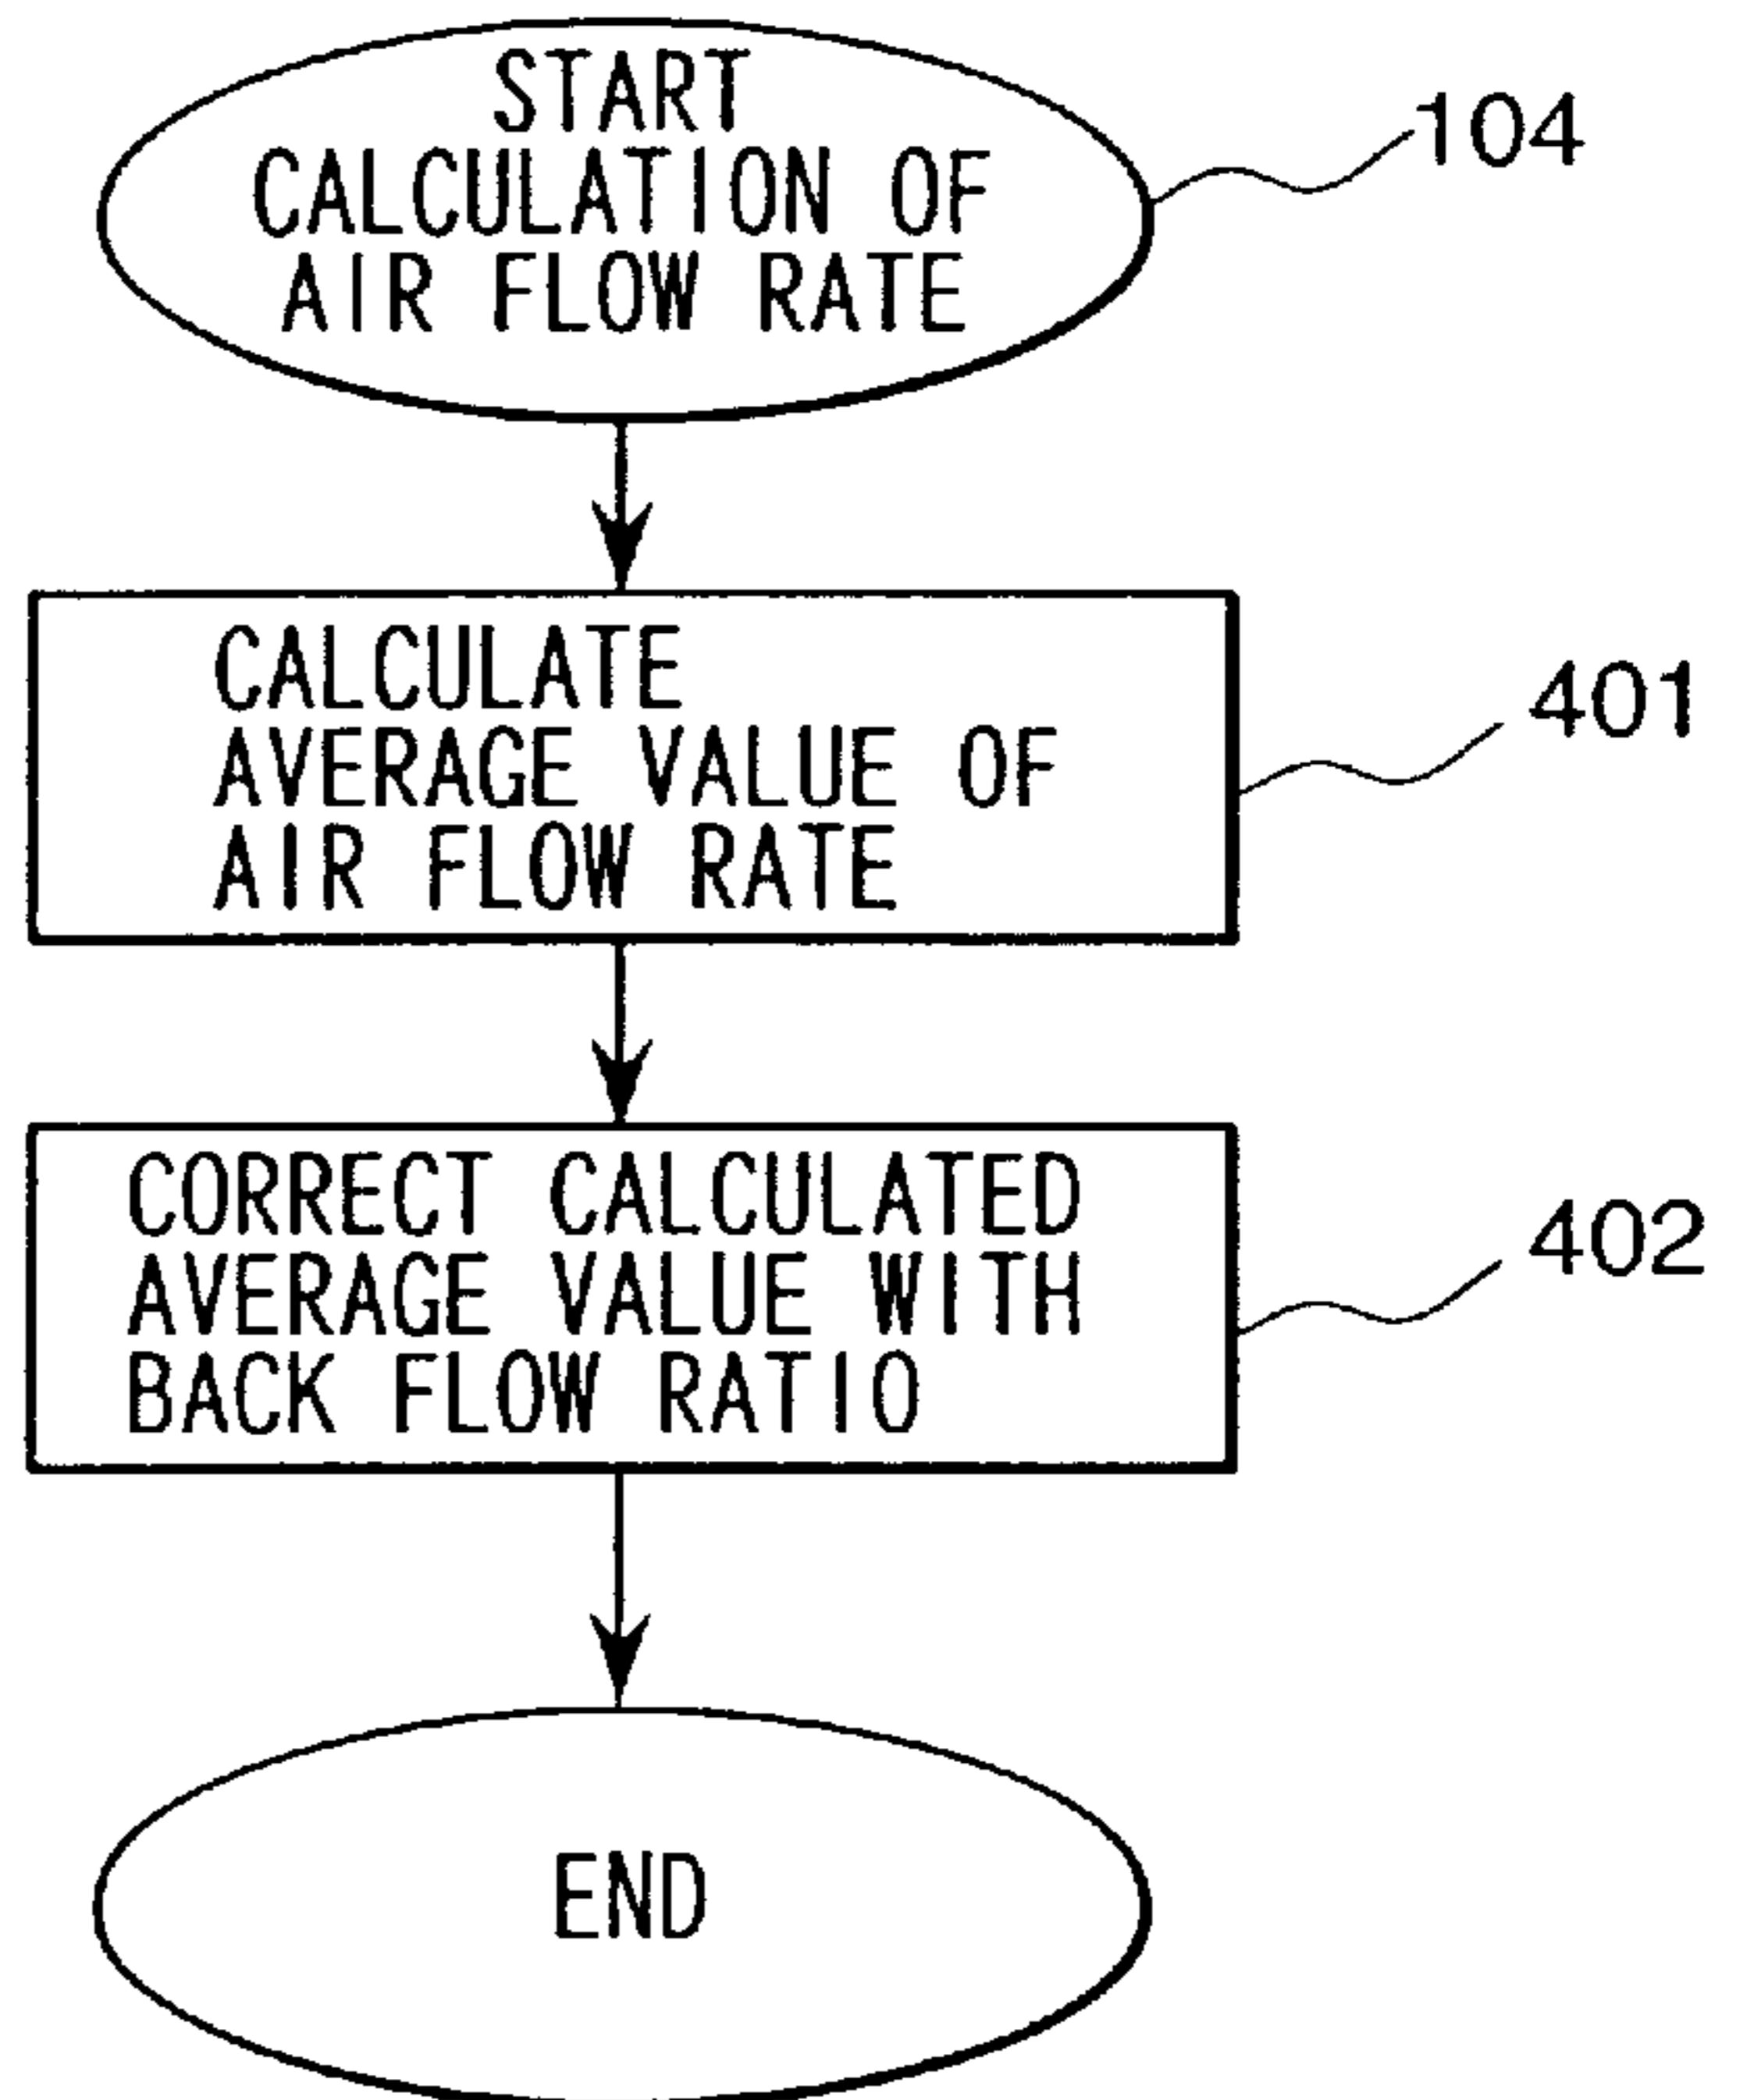 START
CALCULATION OF
AIR FLOW RATE
104
CALCULATE
AVERAGE VALUE OF
AIR FLOW RATE
401
CORRECT CALCULATED
AVERAGE VALUE WITH
BACK FLOW RATIO
402
END